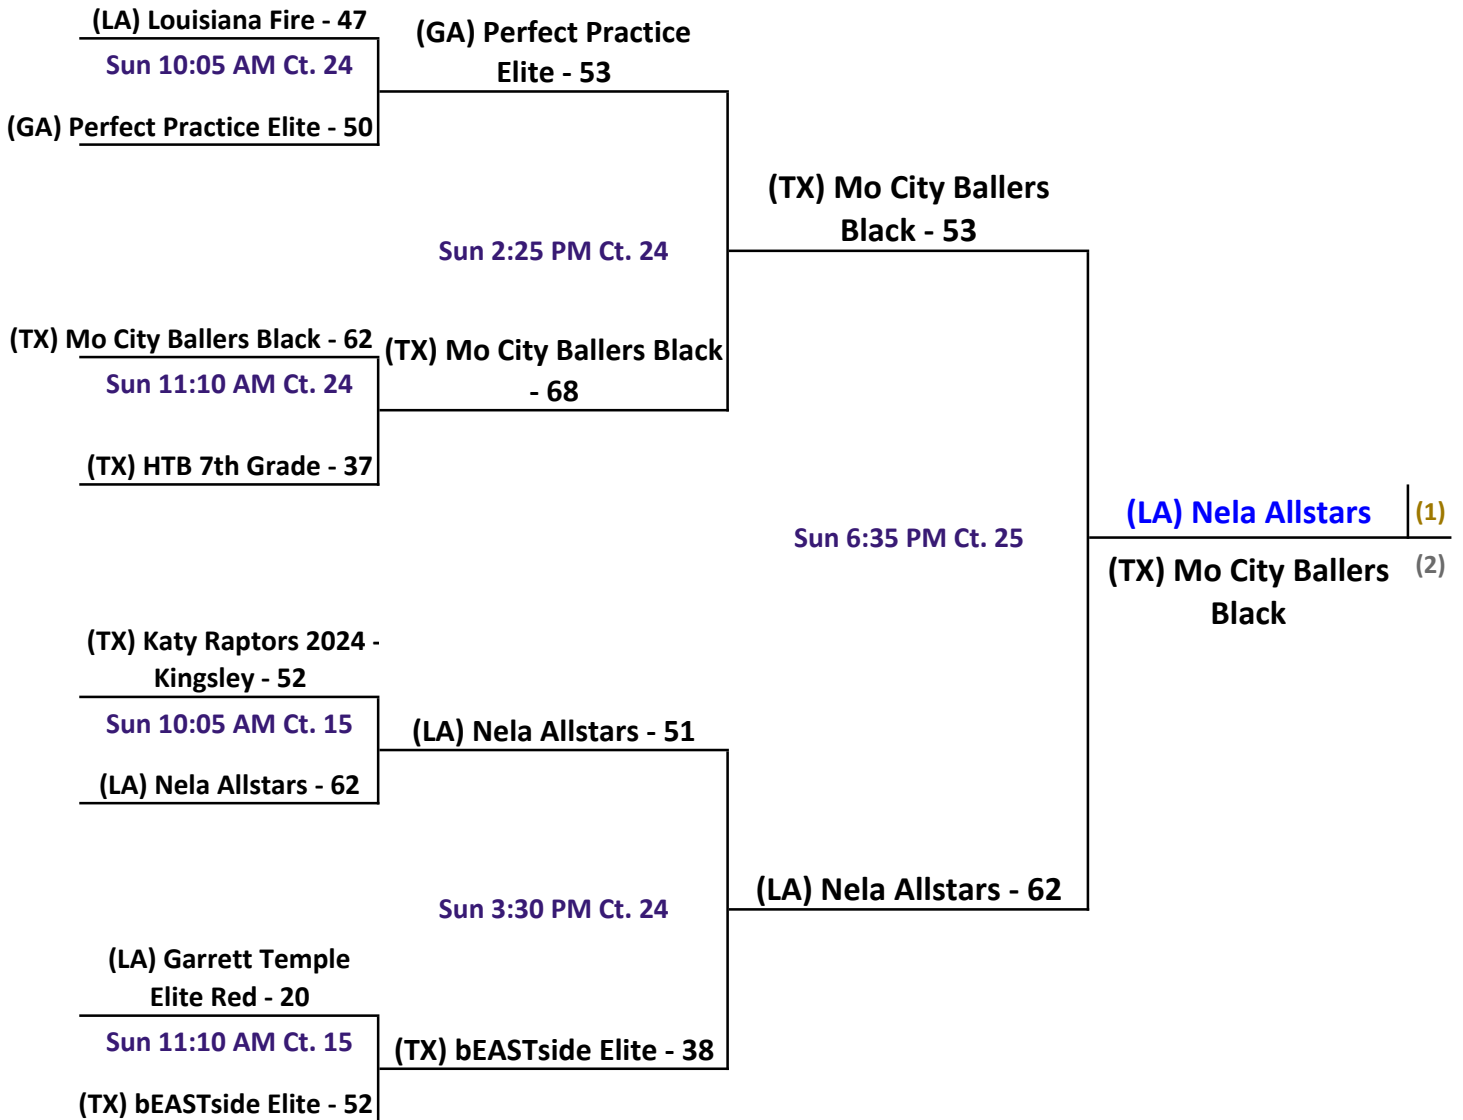 (LA) Louisiana Fire - 47
Sun 10:05 AM Ct. 24
(GA) Perfect Practice Elite - 50
(GA) Perfect Practice
Elite - 53
Sun 2:25 PM Ct. 24
(TX) Mo City Ballers Black - 62
Sun 11:10 AM Ct. 24
(TX) HTB 7th Grade - 37
(TX) Mo City Ballers Black
- 68
(TX) Mo City Ballers
Black - 53
Sun 6:35 PM Ct. 25
(LA) Nela Allstars (1)
(TX) Mo City Ballers (2)
Black
(TX) Katy Raptors 2024 -
Kingsley - 52
Sun 10:05 AM Ct. 15
(LA) Nela Allstars - 62
(LA) Nela Allstars - 51
Sun 3:30 PM Ct. 24
(LA) Nela Allstars - 62
(LA) Garrett Temple
Elite Red - 20
Sun 11:10 AM Ct. 15
(TX) bEASTside Elite - 52
(TX) bEASTside Elite - 38